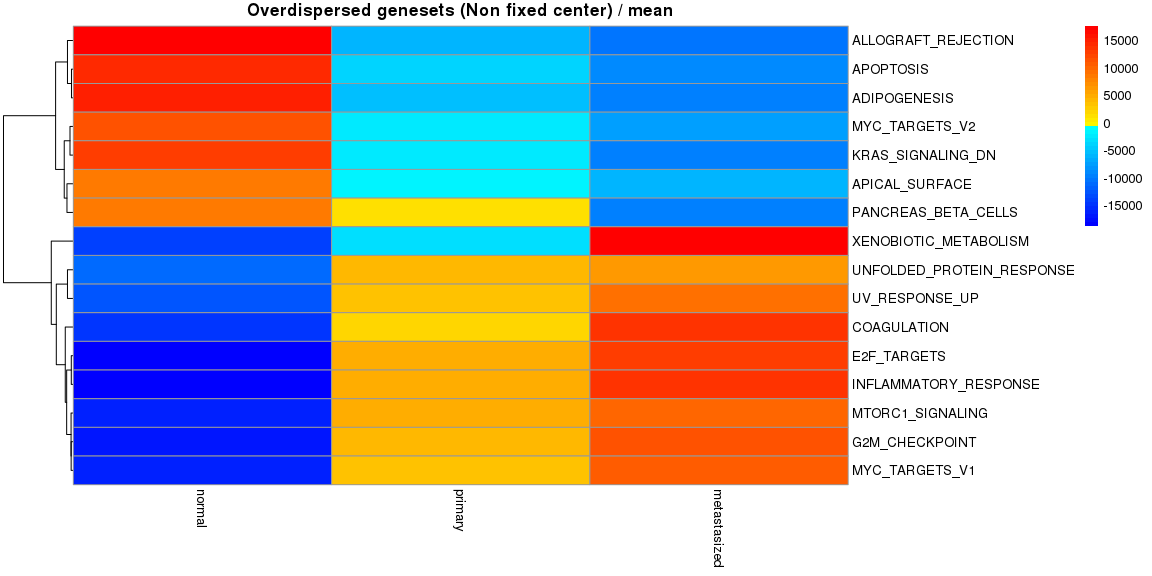 Overdispersed genesets (Non fixed center) / mean
ALLOGRAFT_REJECTION
APOPTOSIS
ADIPOGENESIS
MYC_TARGETS_V2
KRAS_SIGNALING_DN
APICAL_SURFACE
PANCREAS_BETA_CELLS
XENOBIOTIC_METABOLISM
UNFOLDED_PROTEIN_RESPONSE
UV_RESPONSE_UP
COAGULATION
E2F_TARGETS
INFLAMMATORY_RESPONSE
MTORC1_SIGNALING
G2M_CHECKPOINT
MYC_TARGETS_V1
normal
primary
metastasized
15000
10000
5000
0
-5000
-10000
-15000